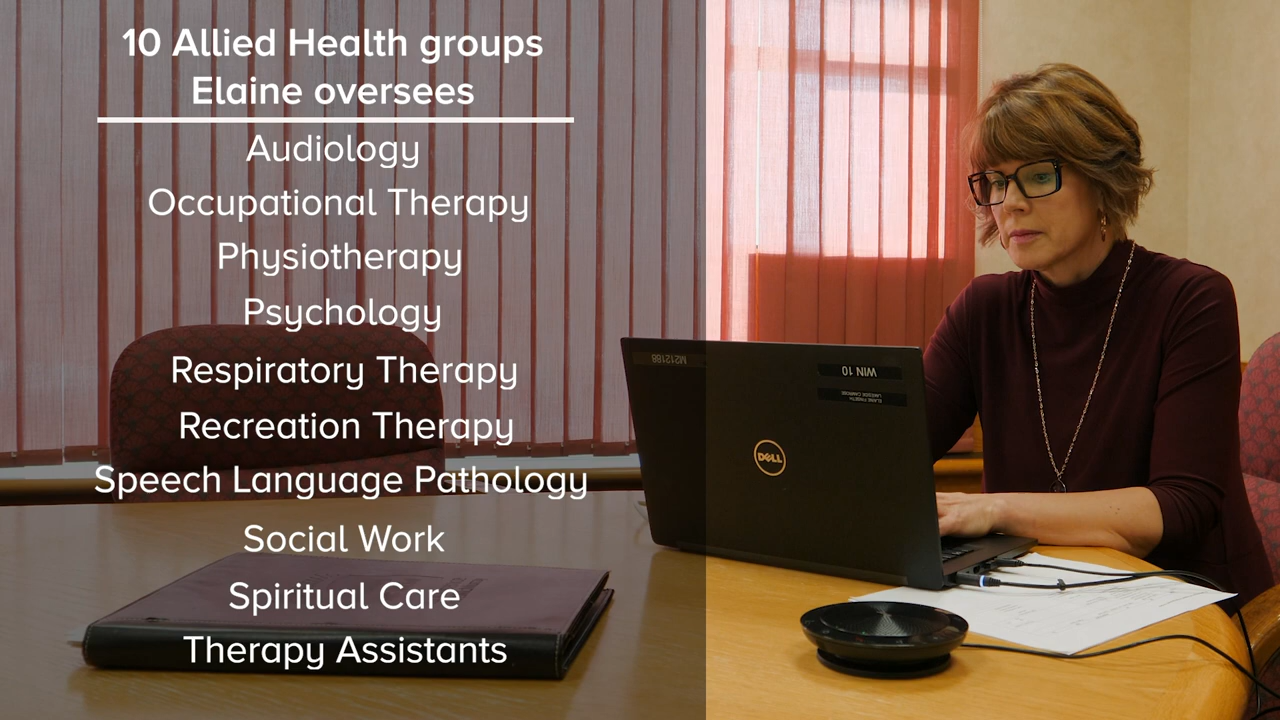 10 Allied Health groups
Elaine oversees
Audiology
Occupational Therapy
Physiotherapy
Psychology
Respiratory Therapy
Recreation Therapy
Speech Language Pathology
Social Work
Spiritual Care
Therapy Assistants
M212188
WIN 10
DELL